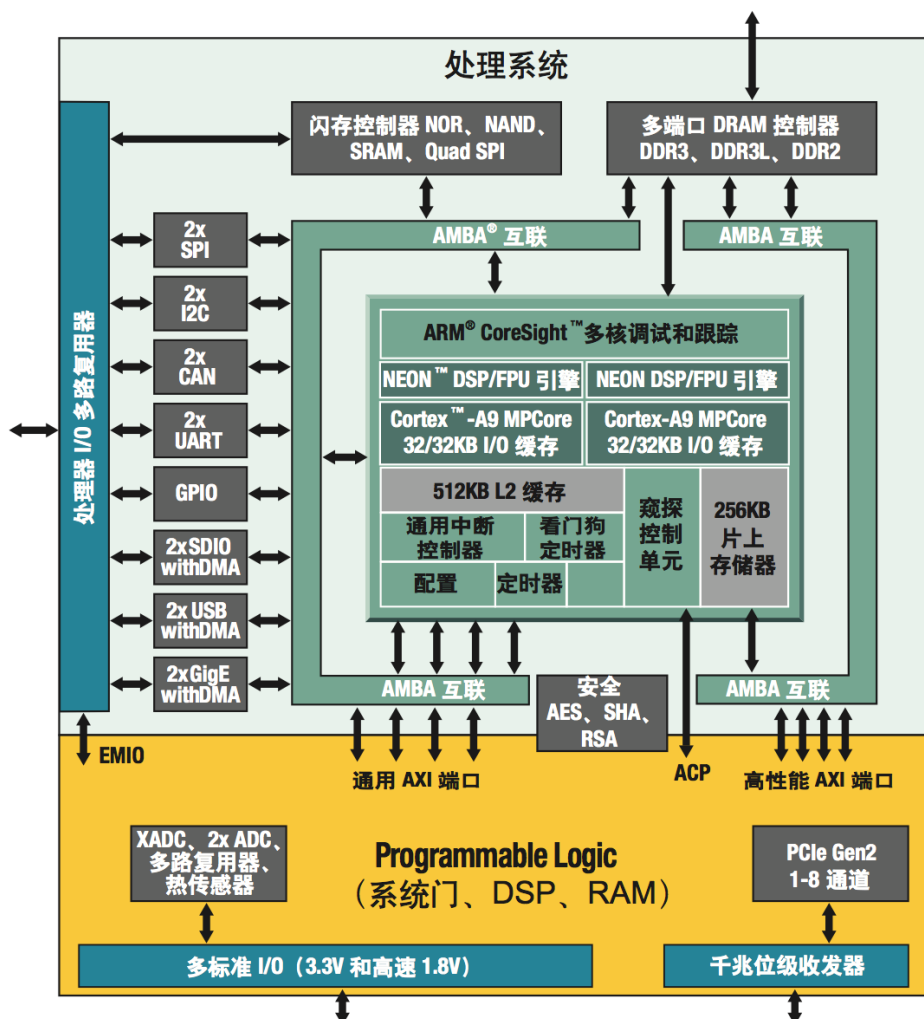 处理系统
闪存控制器 NOR、NAND、
SRAM、Quad SPI
多端口 DRAM 控制器
DDR3、DDR3L、DDR2
AMBA® 互联
AMBA 互联
处理器 I/O 多路复用器
2x
SPI
2x
I2C
2x
CAN
2x
UART
GPIO
2xSDIO
withDMA
2x USB
withDMA
2xGigE
withDMA
ARM® CoreSight™多核调试和跟踪
NEON™ DSP/FPU 引擎
NEON DSP/FPU 引擎
Cortex™-A9 MPCore
32/32KB I/O 缓存
Cortex-A9 MPCore
32/32KB I/O 缓存
512KB L2 缓存
窥探
控制
单元
256KB
片上
存储器
通用中断
控制器
看门狗
定时器
配置
定时器
AMBA 互联
安全
AES、SHA、
RSA
AMBA 互联
EMIO
通用 AXI 端口
ACP
高性能 AXI 端口
XADC、2x ADC、
多路复用器、
热传感器
Programmable Logic
（系统门、DSP、RAM）
PCIe Gen2
1-8 通道
多标准 I/O（3.3V 和高速 1.8V）
千兆位级收发器